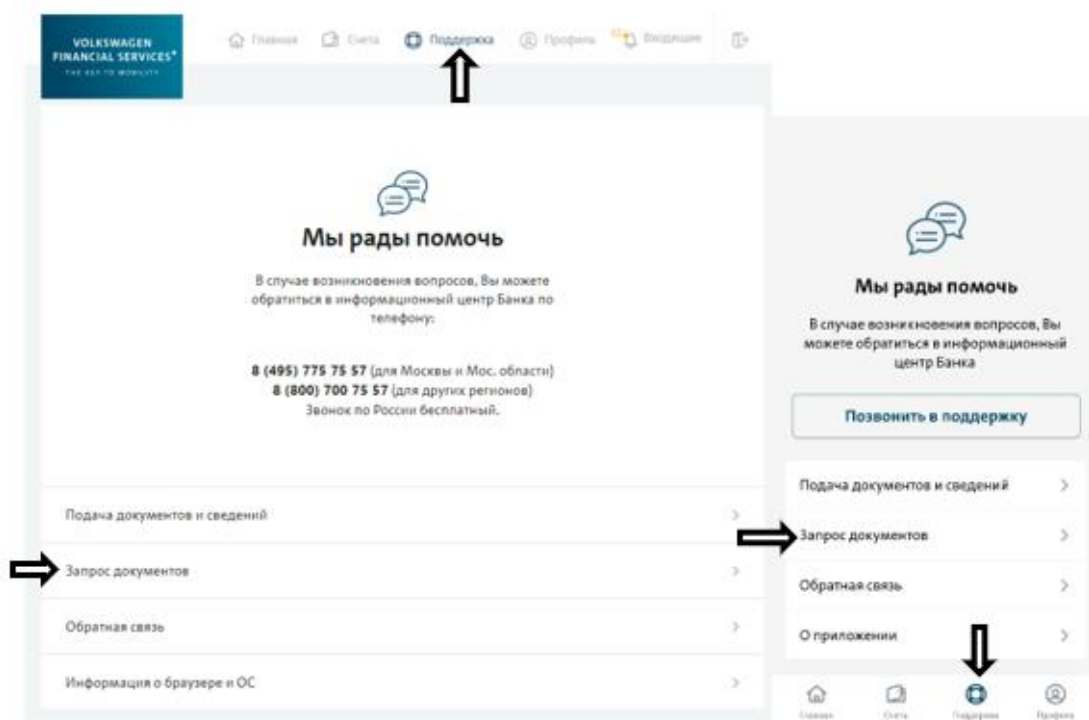 VOLKSWAGEN
FINANCIAL SERVICES+
THE KEY TO MOBILITY
Главная Счета Поддержка Профиль Входящие
Мы рады помочь
В случае возникновения вопросов, Вы можете
обратиться в информационный центр Банка по
телефону:
8 (495) 775 75 57 (для Москвы и Мос. области)
8 (800) 700 75 57 (для других регионов)
Звонок по России бесплатный.
Подача документов и сведений
Запрос документов
Обратная связь
Информация о браузере и ОС
Мы рады помочь
В случае возникновения вопросов, Вы
можете обратиться в информационный
центр Банка
Позвонить в поддержку
Подача документов и сведений
Запрос документов
Обратная связь
О приложении
Главная Счета Поддержка Профиль